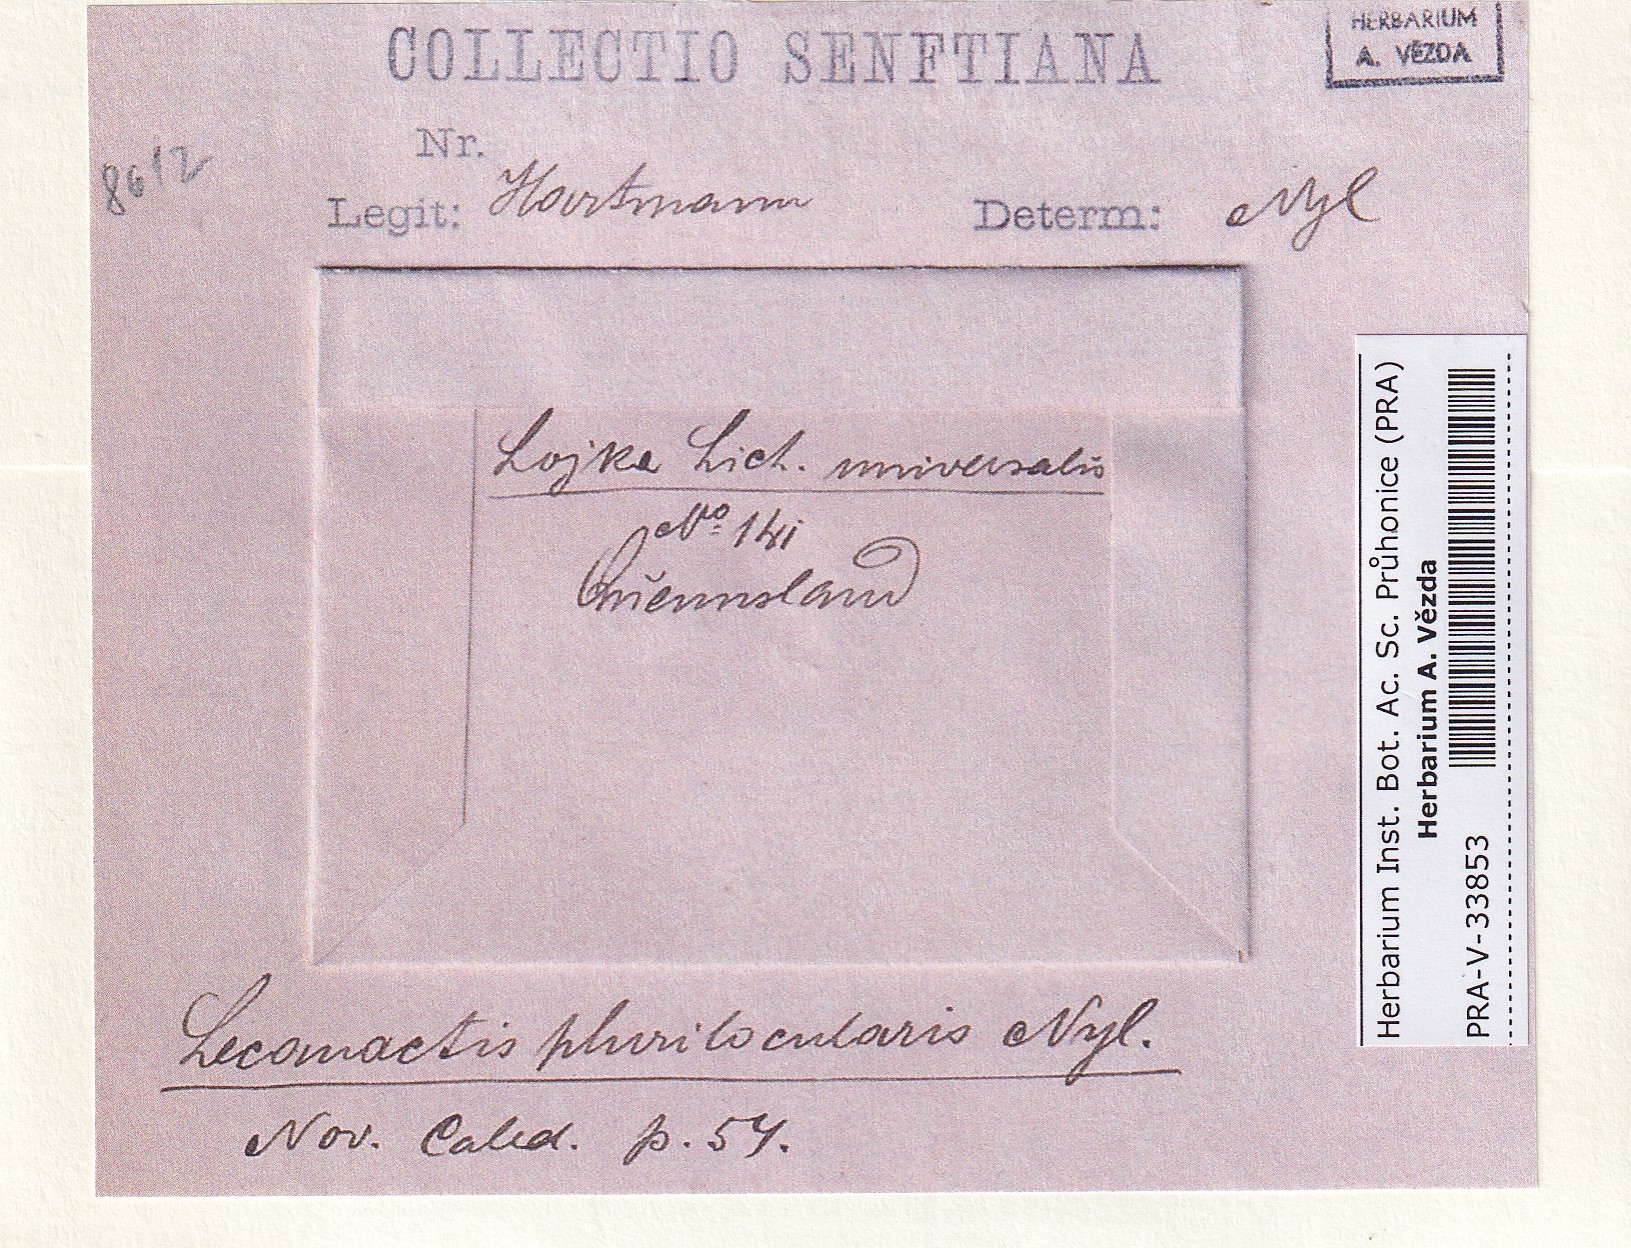 COLLECTIO SENFTIANA
HERBARIUM
A. VĚZDA
8612
Nr.
Legit: Hartmann
Determ: Nyl
Lojka Lich. universalis
No. 141
Queensland
Lecanactis plurilocularis Nyl.
Nov. Caled. p. 54.
Herbarium Inst. Bot. Ac. Sc. Průhonice (PRA)
Herbarium A. Vězda
PRA-V-33853